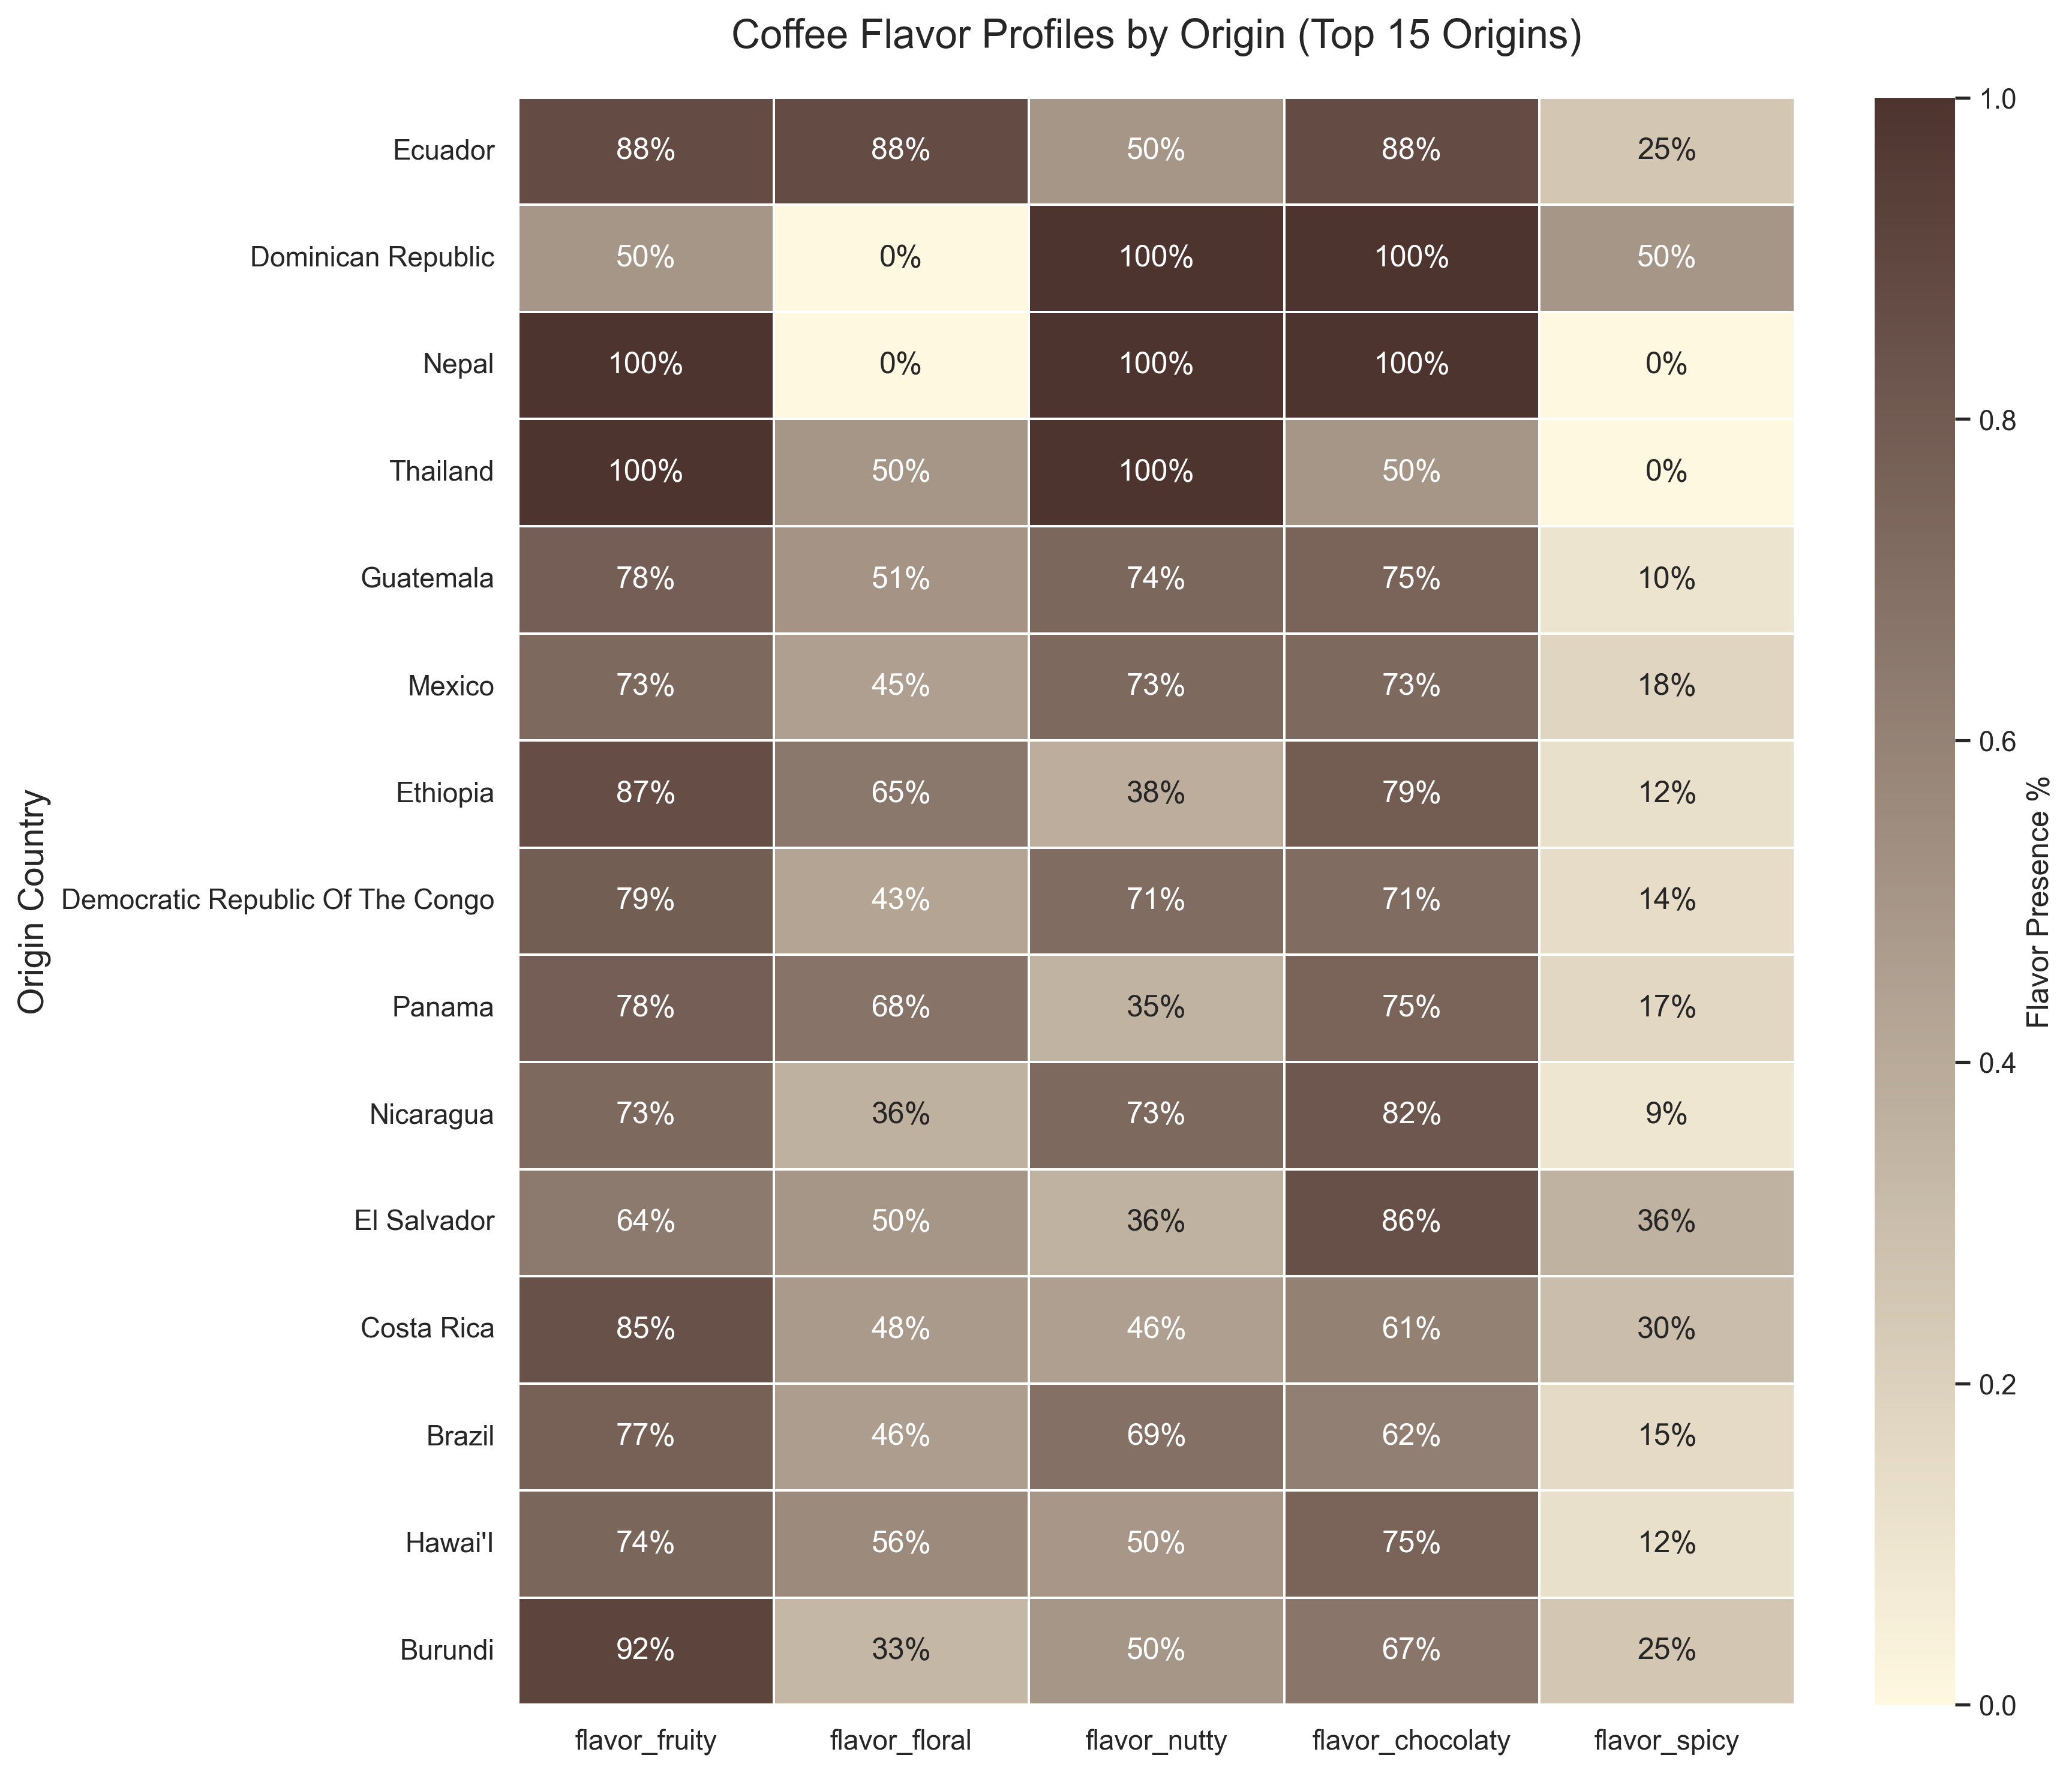 Coffee Flavor Profiles by Origin (Top 15 Origins)
Origin Country
Ecuador 88% 88% 50% 88% 25%
Dominican Republic 50% 0% 100% 100% 50%
Nepal 100% 0% 100% 100% 0%
Thailand 100% 50% 100% 50% 0%
Guatemala 78% 51% 74% 75% 10%
Mexico 73% 45% 73% 73% 18%
Ethiopia 87% 65% 38% 79% 12%
Democratic Republic Of The Congo 79% 43% 71% 71% 14%
Panama 78% 68% 35% 75% 17%
Nicaragua 73% 36% 73% 82% 9%
El Salvador 64% 50% 36% 86% 36%
Costa Rica 85% 48% 46% 61% 30%
Brazil 77% 46% 69% 62% 15%
Hawai'I 74% 56% 50% 75% 12%
Burundi 92% 33% 50% 67% 25%
flavor_fruity flavor_floral flavor_nutty flavor_chocolaty flavor_spicy
1.0
0.8
0.6
0.4
0.2
0.0
Flavor Presence %